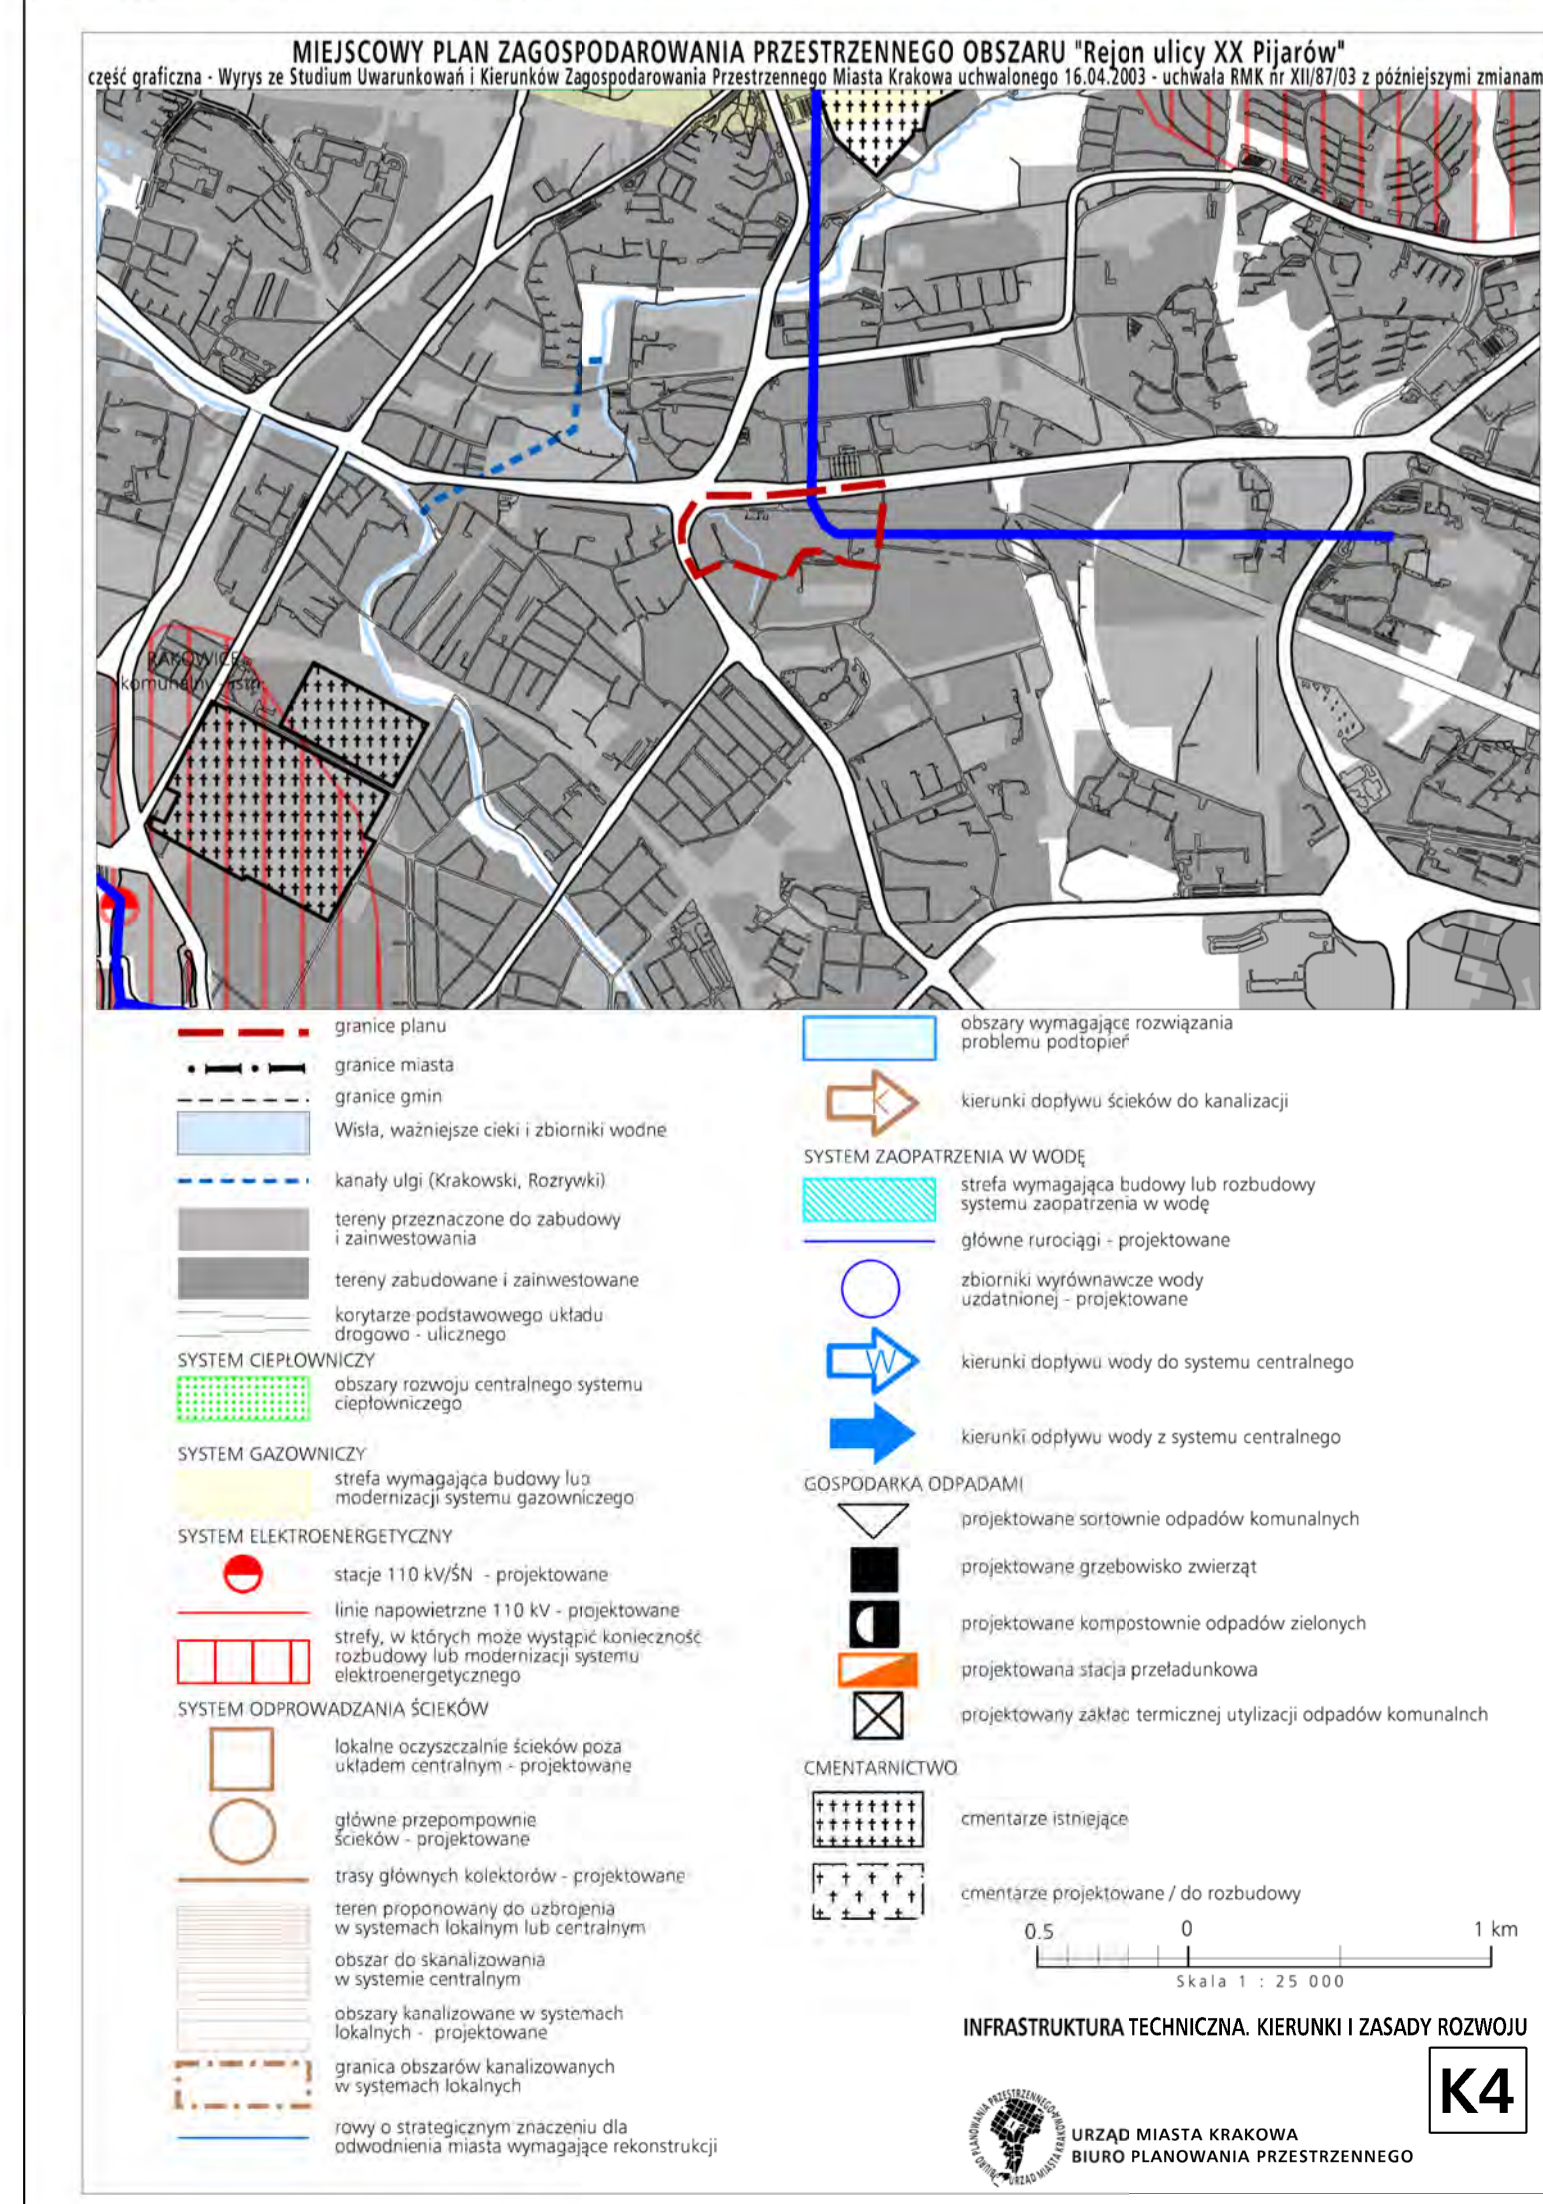 MIEJSCOWY PLAN ZAGOSPODAROWANIA PRZESTRZENNEGO OBSZARU "Rejon ulicy XX Pijarów"
część graficzna - Wyrys ze Studium Uwarunkowań i Kierunków Zagospodarowania Przestrzennego Miasta Krakowa uchwalonego 16.04.2003 - uchwała RMK nr XII/87/03 z późniejszymi zmianam
RAKOWICE
komunalny - istn.
granice planu
granice miasta
granice gmin
Wisła, ważniejsze cieki i zbiorniki wodne
kanały ulgi (Krakowski, Rozrywki)
tereny przeznaczone do zabudowy
i zainwestowania
tereny zabudowane i zainwestowane
korytarze podstawowego układu
drogowo - ulicznego
SYSTEM CIEPŁOWNICZY
obszary rozwoju centralnego systemu
ciepłowniczego
SYSTEM GAZOWNICZY
strefa wymagająca budowy lub
modernizacji systemu gazowniczego
SYSTEM ELEKTROENERGETYCZNY
stacje 110 kV/ŚN - projektowane
linie napowietrzne 110 kV - projektowane
strefy, w których może wystąpić konieczność
rozbudowy lub modernizacji systemu
elektroenergetycznego
SYSTEM ODPROWADZANIA ŚCIEKÓW
lokalne oczyszczalnie ścieków poza
układem centralnym - projektowane
główne przepompownie
ścieków - projektowane
trasy głównych kolektorów - projektowane
teren proponowany do uzbrojenia
w systemach lokalnym lub centralnym
obszar do skanalizowania
w systemie centralnym
obszary kanalizowane w systemach
lokalnych - projektowane
granica obszarów kanalizowanych
w systemach lokalnych
rowy o strategicznym znaczeniu dla
odwodnienia miasta wymagające rekonstrukcji
obszary wymagające rozwiązania
problemu podtopień
K
kierunki dopływu ścieków do kanalizacji
SYSTEM ZAOPATRZENIA W WODĘ
strefa wymagająca budowy lub rozbudowy
systemu zaopatrzenia w wodę
główne rurociągi - projektowane
zbiorniki wyrównawcze wody
uzdatnionej - projektowane
W
kierunki dopływu wody do systemu centralnego
kierunki odpływu wody z systemu centralnego
GOSPODARKA ODPADAMI
projektowane sortownie odpadów komunalnych
projektowane grzebowisko zwierząt
projektowane kompostownie odpadów zielonych
projektowana stacja przeładunkowa
projektowany zakład termicznej utylizacji odpadów komunalnch
CMENTARNICTWO
cmentarze istniejące
cmentarze projektowane / do rozbudowy
0.5 0 1 km
Skala 1 : 25 000
INFRASTRUKTURA TECHNICZNA. KIERUNKI I ZASADY ROZWOJU
K4
BIURO PLANOWANIA PRZESTRZENNEGO URZĄD MIASTA KRAKOWA
URZĄD MIASTA KRAKOWA
BIURO PLANOWANIA PRZESTRZENNEGO